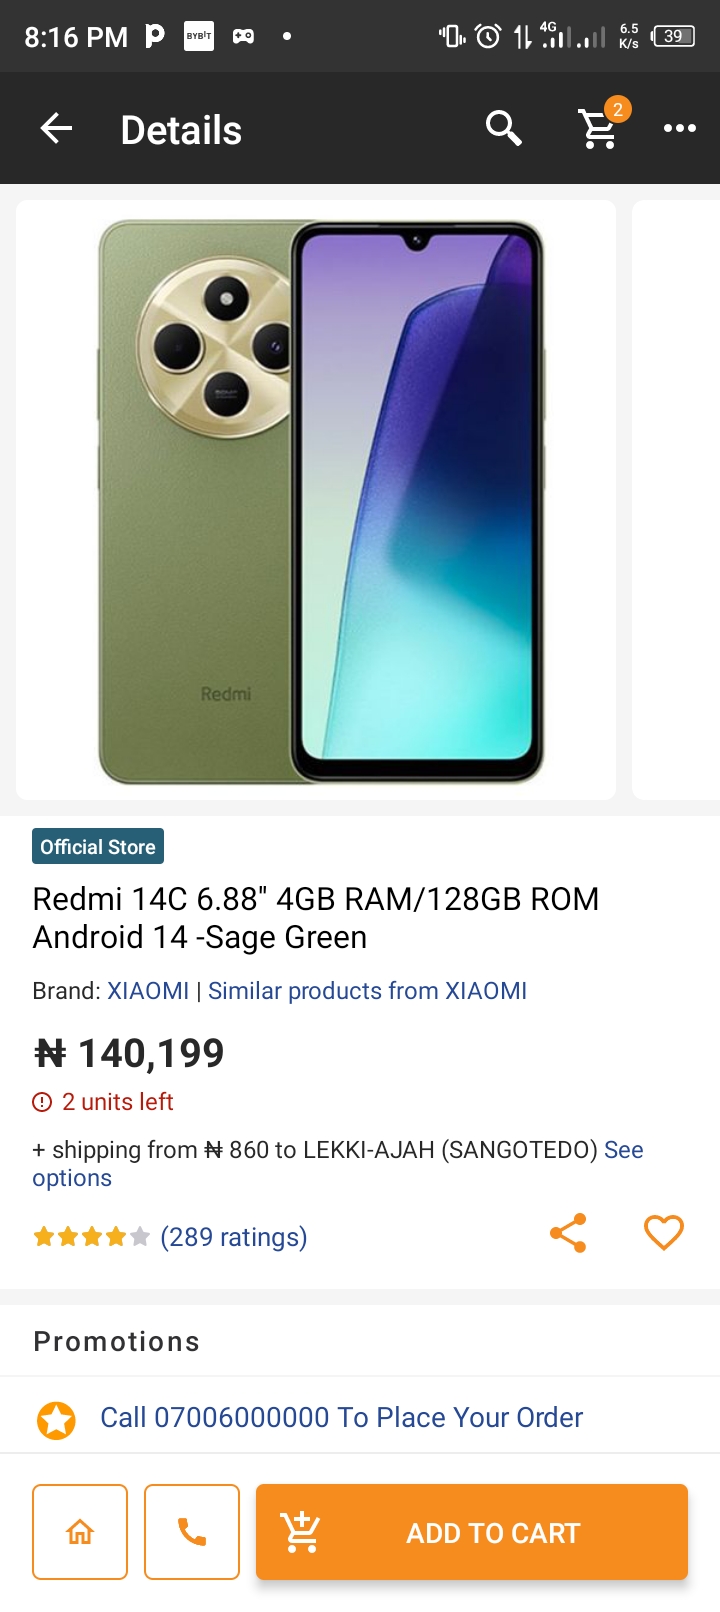 8:16 PM BYBIT 4G 6.5 K/s 39
Details 2
Redmi
Official Store
Redmi 14C 6.88" 4GB RAM/128GB ROM
Android 14 -Sage Green
Brand: XIAOMI | Similar products from XIAOMI
₦ 140,199
2 units left
+ shipping from ₦ 860 to LEKKI-AJAH (SANGOTEDO) See
options
(289 ratings)
Promotions
Call 07006000000 To Place Your Order
ADD TO CART